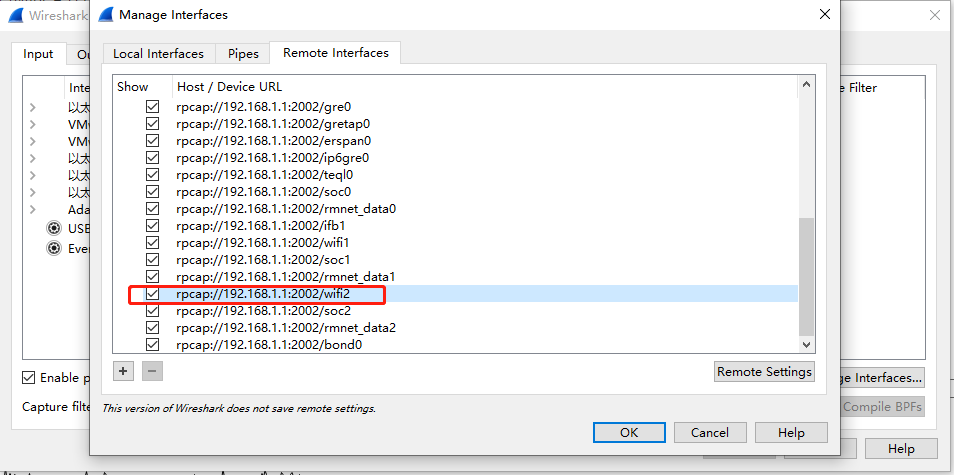 Wireshark
Manage Interfaces
Input
Local Interfaces
Pipes
Remote Interfaces
Show
Host / Device URL
Filter
rpcap://192.168.1.1:2002/gre0
rpcap://192.168.1.1:2002/gretap0
rpcap://192.168.1.1:2002/erspan0
rpcap://192.168.1.1:2002/ip6gre0
rpcap://192.168.1.1:2002/teql0
rpcap://192.168.1.1:2002/soc0
rpcap://192.168.1.1:2002/rmnet_data0
rpcap://192.168.1.1:2002/ifb1
rpcap://192.168.1.1:2002/wifi1
rpcap://192.168.1.1:2002/soc1
rpcap://192.168.1.1:2002/rmnet_data1
rpcap://192.168.1.1:2002/wifi2
rpcap://192.168.1.1:2002/soc2
rpcap://192.168.1.1:2002/rmnet_data2
rpcap://192.168.1.1:2002/bond0
以太
VM
VM
以太
以太
以太
Ada
USB
Even
+
−
Remote Settings
Enable p
ge Interfaces...
Capture filte
This version of Wireshark does not save remote settings.
Compile BPFs
OK
Cancel
Help
Help